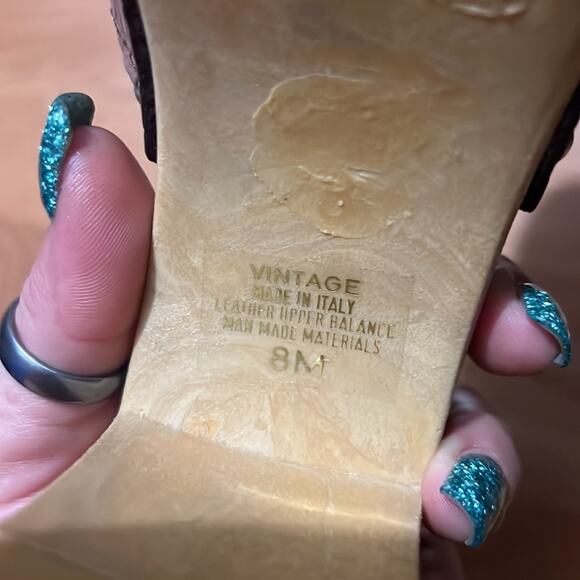 VINTAGE
MADE IN ITALY
LEATHER UPPER BALANCE
MAN MADE MATERIALS
8M